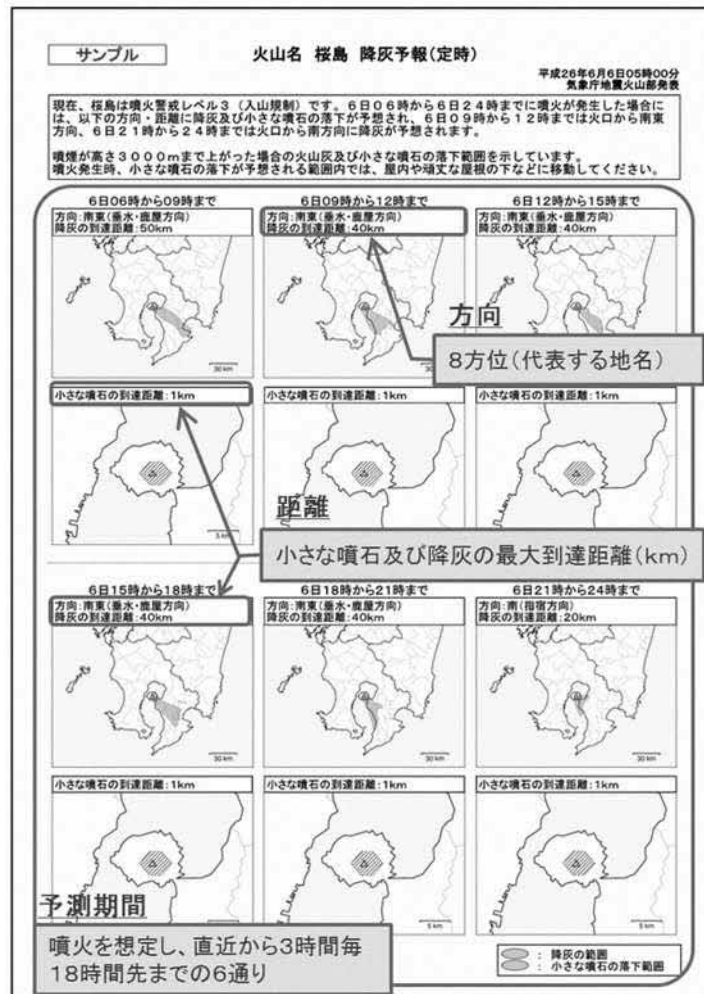 サンプル
火山名 桜島 降灰予報(定時)
平成26年6月6日05時00分
気象庁地震火山部発表
現在、桜島は噴火警戒レベル3(入山規制)です。6日06時から6日24時までに噴火が発生した場合に
は、以下の方向・距離に降灰及び小さな噴石の落下が予想され、6日09時から12時までは火口から南東
方向、6日21時から24時までは火口から南方向に降灰が予想されます。
噴煙が高さ3000mまで上がった場合の火山灰及び小さな噴石の落下範囲を示しています。
噴火発生時、小さな噴石の落下が予想される範囲内では、屋内や頑丈な屋根の下などに移動してください。
6日06時から09時まで
方向:南東(垂水・鹿屋方向)
降灰の到達距離:50km
30 km
6日09時から12時まで
方向:南東(垂水・鹿屋方向)
降灰の到達距離:40km
6日12時から15時まで
方向:南東(垂水・鹿屋方向)
降灰の到達距離:40km
方向
8方位(代表する地名)
小さな噴石の到達距離:1km
5 km
小さな噴石の到達距離:1km
小さな噴石の到達距離:1km
距離
小さな噴石及び降灰の最大到達距離(km)
6日15時から18時まで
方向:南東(垂水・鹿屋方向)
降灰の到達距離:40km
30 km
6日18時から21時まで
方向:南東(垂水・鹿屋方向)
降灰の到達距離:40km
30 km
6日21時から24時まで
方向:南(指宿方向)
降灰の到達距離:20km
30 km
小さな噴石の到達距離:1km
小さな噴石の到達距離:1km
5 km
小さな噴石の到達距離:1km
5 km
予測期間
噴火を想定し、直近から3時間毎
18時間先までの6通り
:降灰の範囲
:小さな噴石の落下範囲